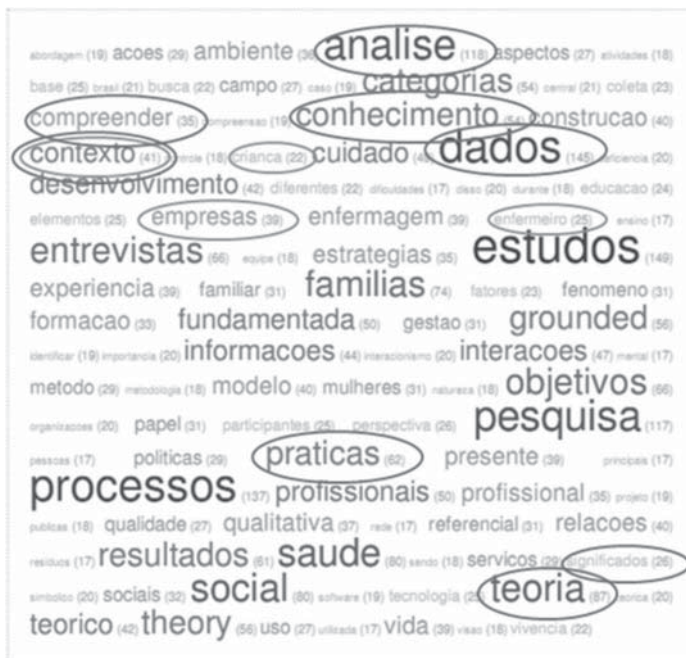 abordagem (19) acoes (29) ambiente (36) analise (118) aspectos (27) atividades (18)
base (25) brasil (21) busca (22) campo (27) caso (19) categorias (54) central (21) coleta (23)
compreender (35) compreensao (19) conhecimento (54) construcao (40)
contexto (41) controle (18) crianca (22) cuidado dados (145) deficiencia (20)
desenvolvimento (42) diferentes (22) dificuldades (17) disso (20) durante (18) educacao (24)
elementos (25) empresas (39) enfermagem (39) enfermeiro (25) ensino (17)
entrevistas (66) equipe (18) estrategias (35) estudos (149)
experiencia (39) familiar (31) familias (74) fatores (23) fenomeno (31)
formacao (33) fundamentada (50) gestao (31) grounded (56)
identificar (19) importancia (20) informacoes (44) interacionismo (20) interacoes (47) mental (17)
metodo (29) metodologia (18) modelo (40) mulheres (31) natureza (18) objetivos (66)
organizacoes (20) papel (31) participantes (25) perspectiva (26) pesquisa (117)
pessoas (17) politicas (29) praticas (62) presente (39) principais (17)
processos (137) profissionais (50) profissional (35) projeto (19)
publicas (18) qualidade (27) qualitativa (37) rede (17) referencial (31) relacoes (40)
residuos (17) resultados (61) saude (80) sendo (18) servicos (29) significados (26)
simbolico (20) sociais (32) social (80) software (19) tecnologia teoria (87) teorica (20)
teorico (42) theory (56) uso (27) utilizada (17) vida (39) visao (18) vivencia (22)